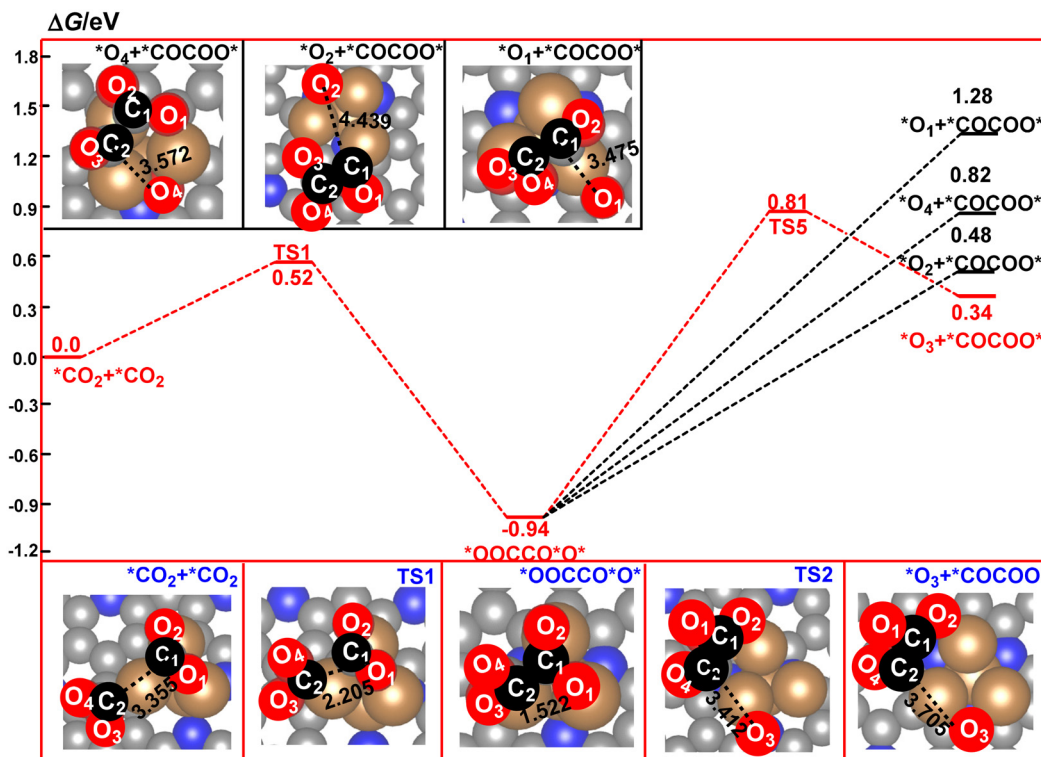 ΔG/eV
1.8
1.5
1.2
0.9
0.6
0.3
0.0
-0.3
-0.6
-0.9
-1.2
*O4+*COCOO*
O2
C1
O1
O3
C2
3.572
O4
*O2+*COCOO*
O2
4.439
O3
C1
C2
O1
O4
*O1+*COCOO*
O2
C1
C2
O3
3.475
O4
O1
1.28
*O1+*COCOO*
0.82
*O4+*COCOO*
0.48
*O2+*COCOO*
0.34
*O3+*COCOO*
0.81
TS5
TS1
0.52
0.0
*CO2+*CO2
-0.94
*OOCCO*O*
*CO2+*CO2
O2
C1
O1
O4
C2
3.355
O3
TS1
O2
O4
C1
C2
O1
2.205
O3
*OOCCO*O*
O2
O4
C1
C2
O1
O3
1.522
TS2
O1
O2
C1
C2
O4
3.412
O3
*O3+*COCOO
O1
O2
C1
C2
O4
3.705
O3